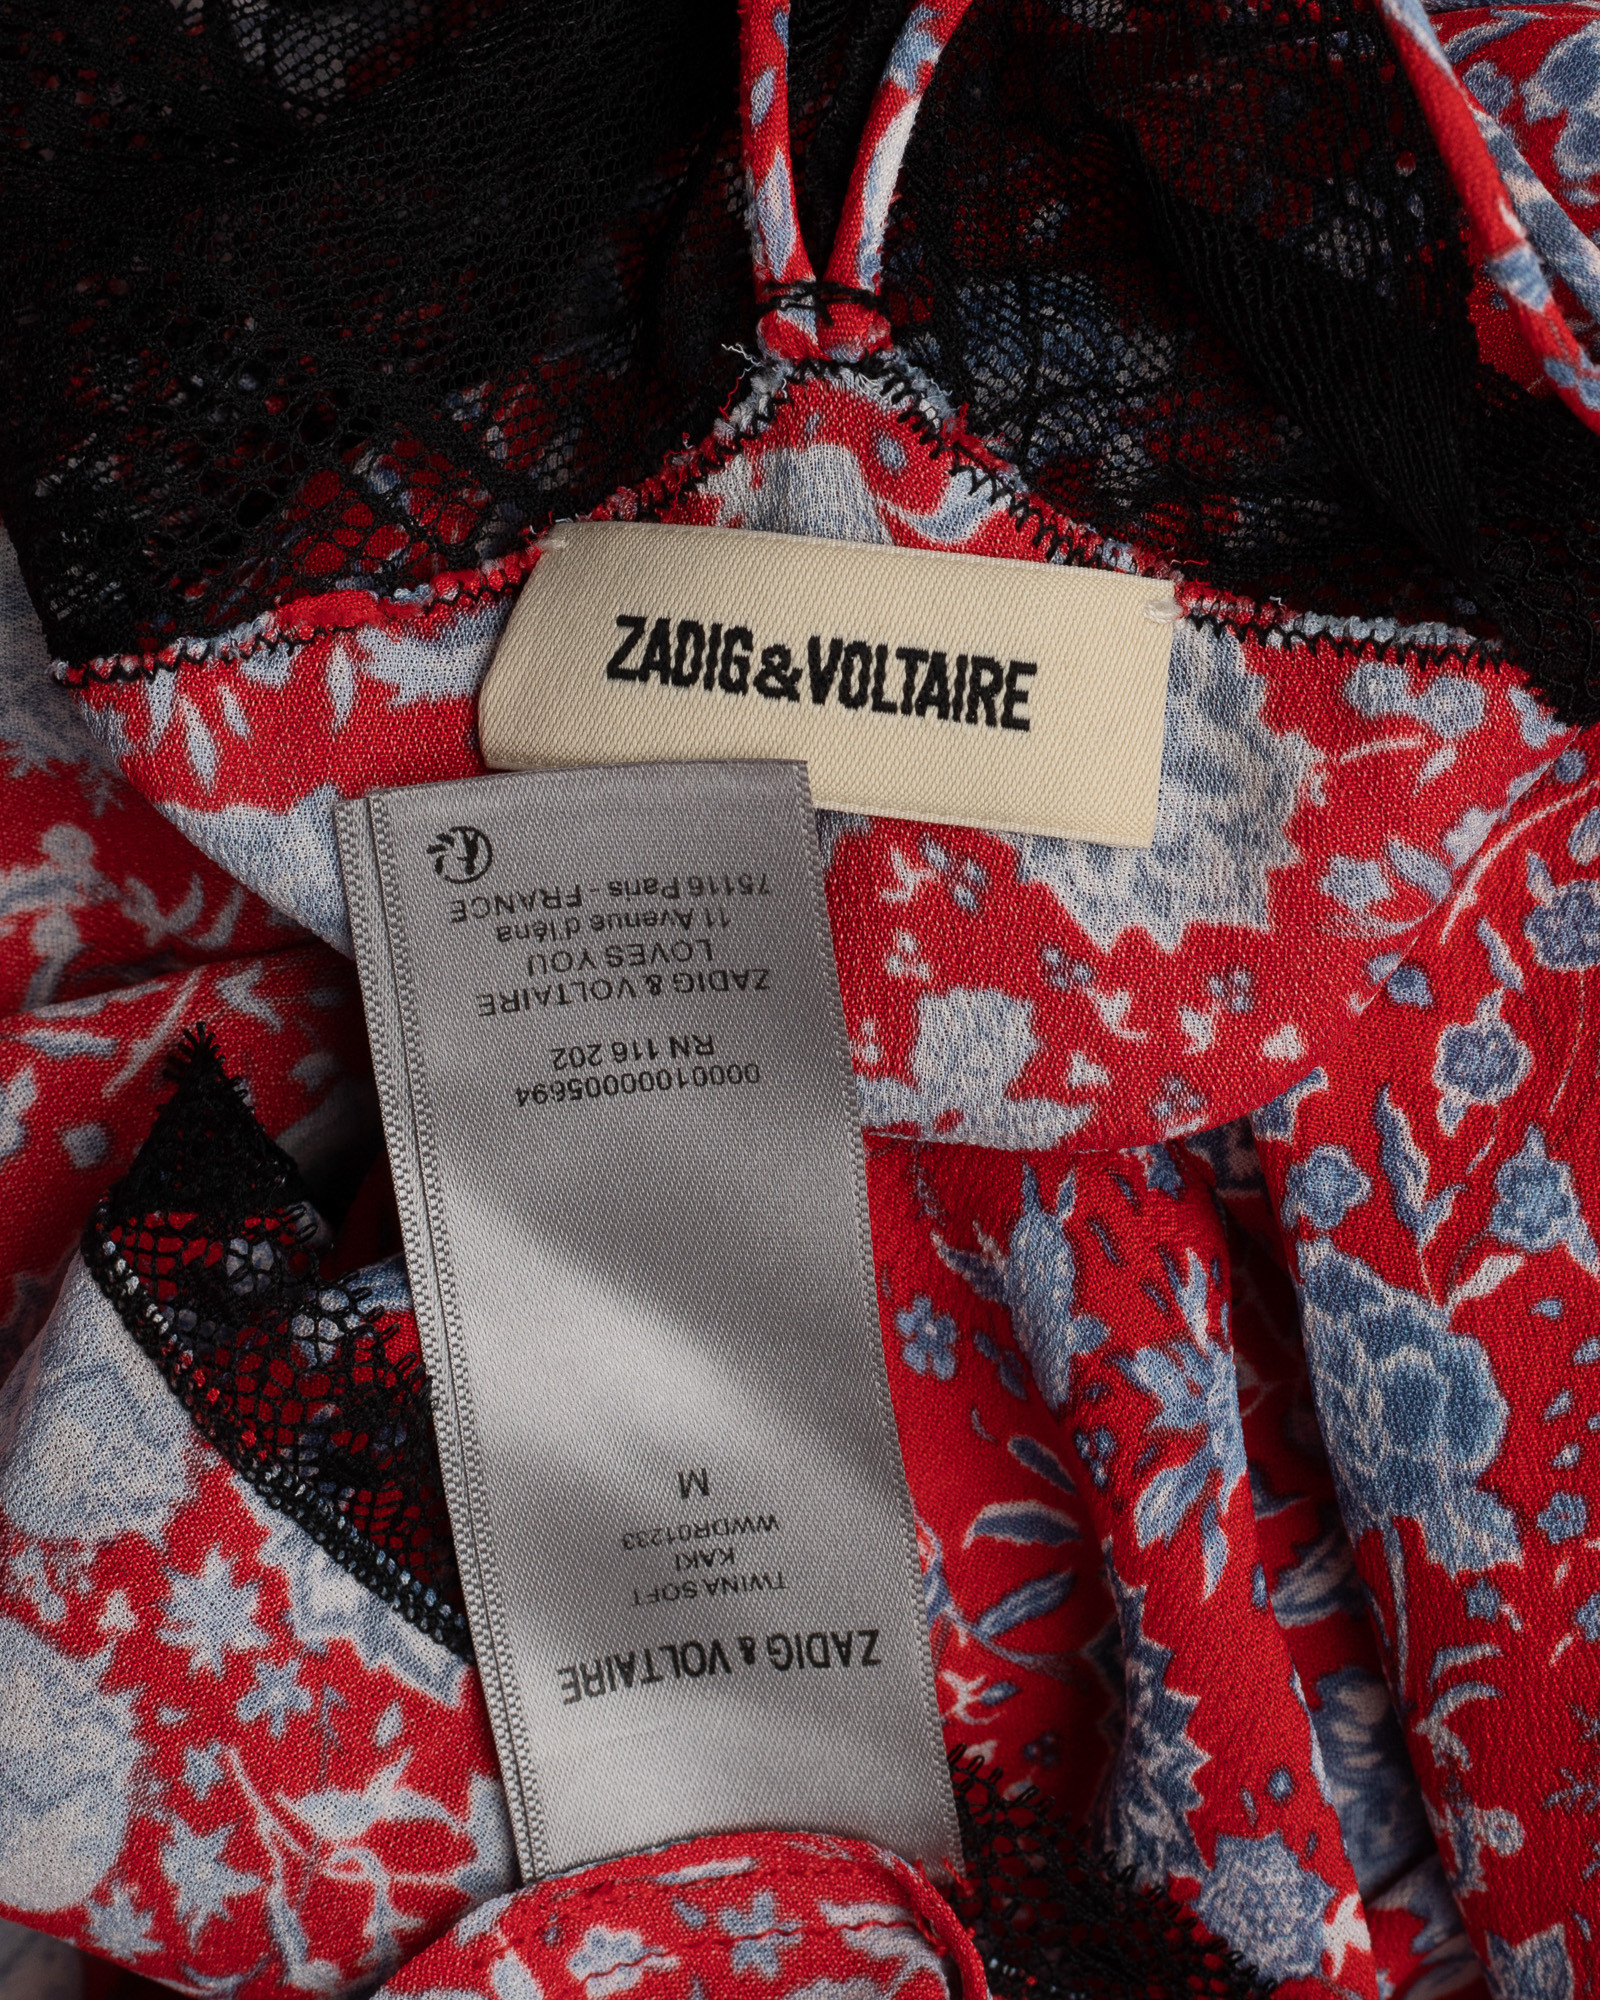 ZADIG&VOLTAIRE
ZADIG & VOLTAIRE
TWINA SOFT
KAKI
WWDR01233
M
0000100005694
RN 116 202
ZADIG & VOLTAIRE
LOVES YOU
11 Avenue d'Iéna
75116 Paris - FRANCE